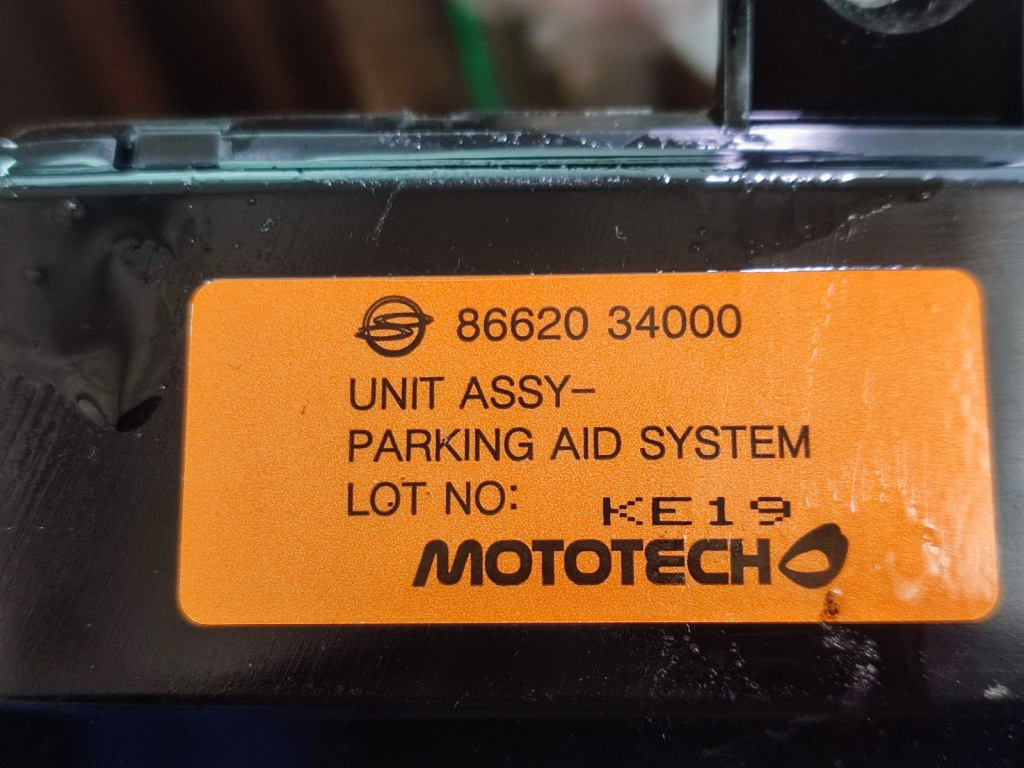 86620 34000
UNIT ASSY-
PARKING AID SYSTEM
LOT NO: KE19
MOTOTECH